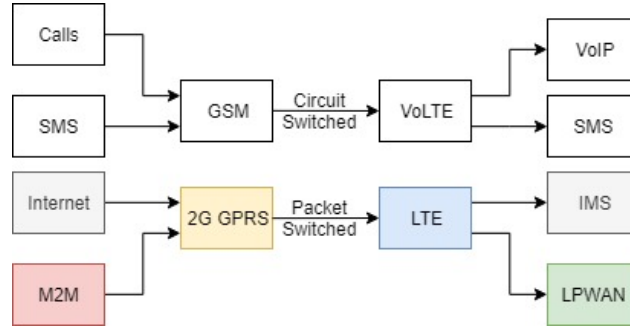 Calls
VoIP
GSM
Circuit
Switched
VoLTE
SMS
SMS
Internet
2G GPRS
Packet
Switched
LTE
IMS
M2M
LPWAN